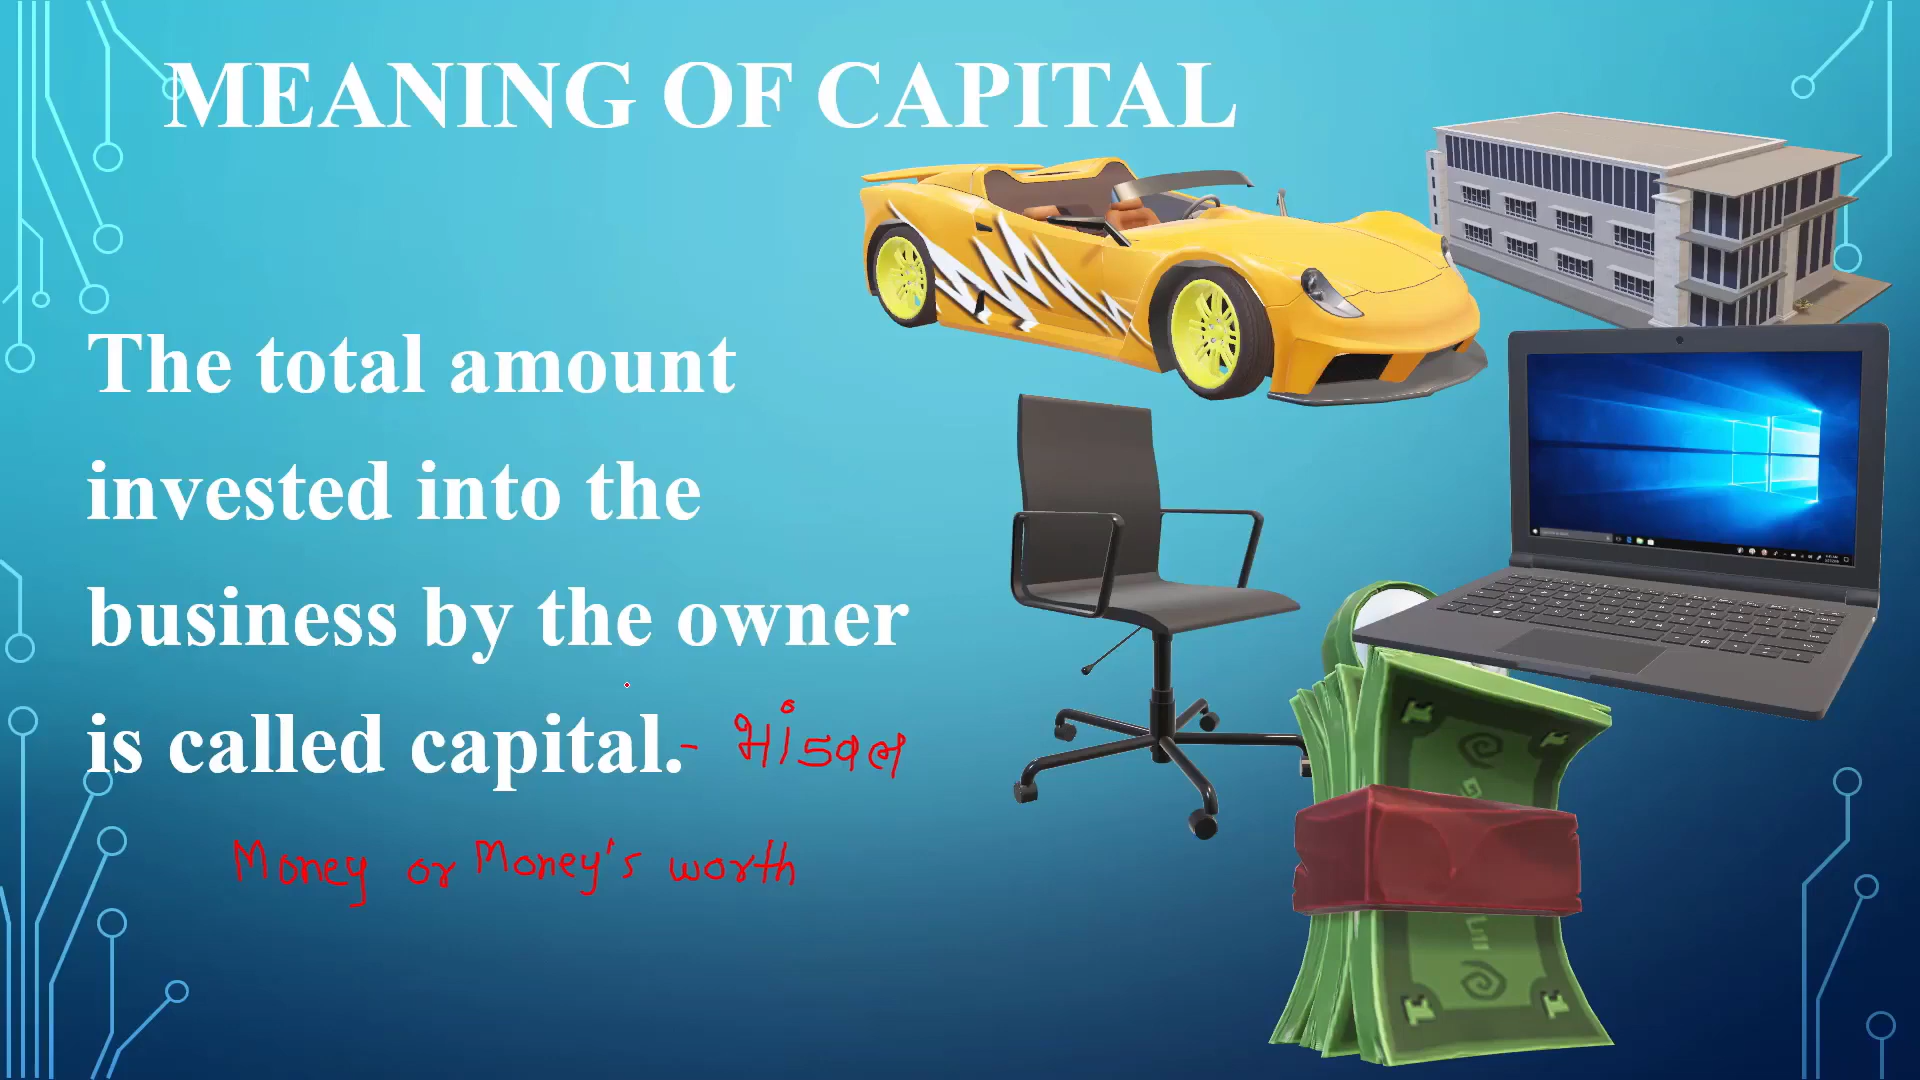 MEANING OF CAPITAL
The total amount
invested into the
business by the owner
is called capital. - भांडवल
Money or Money's worth